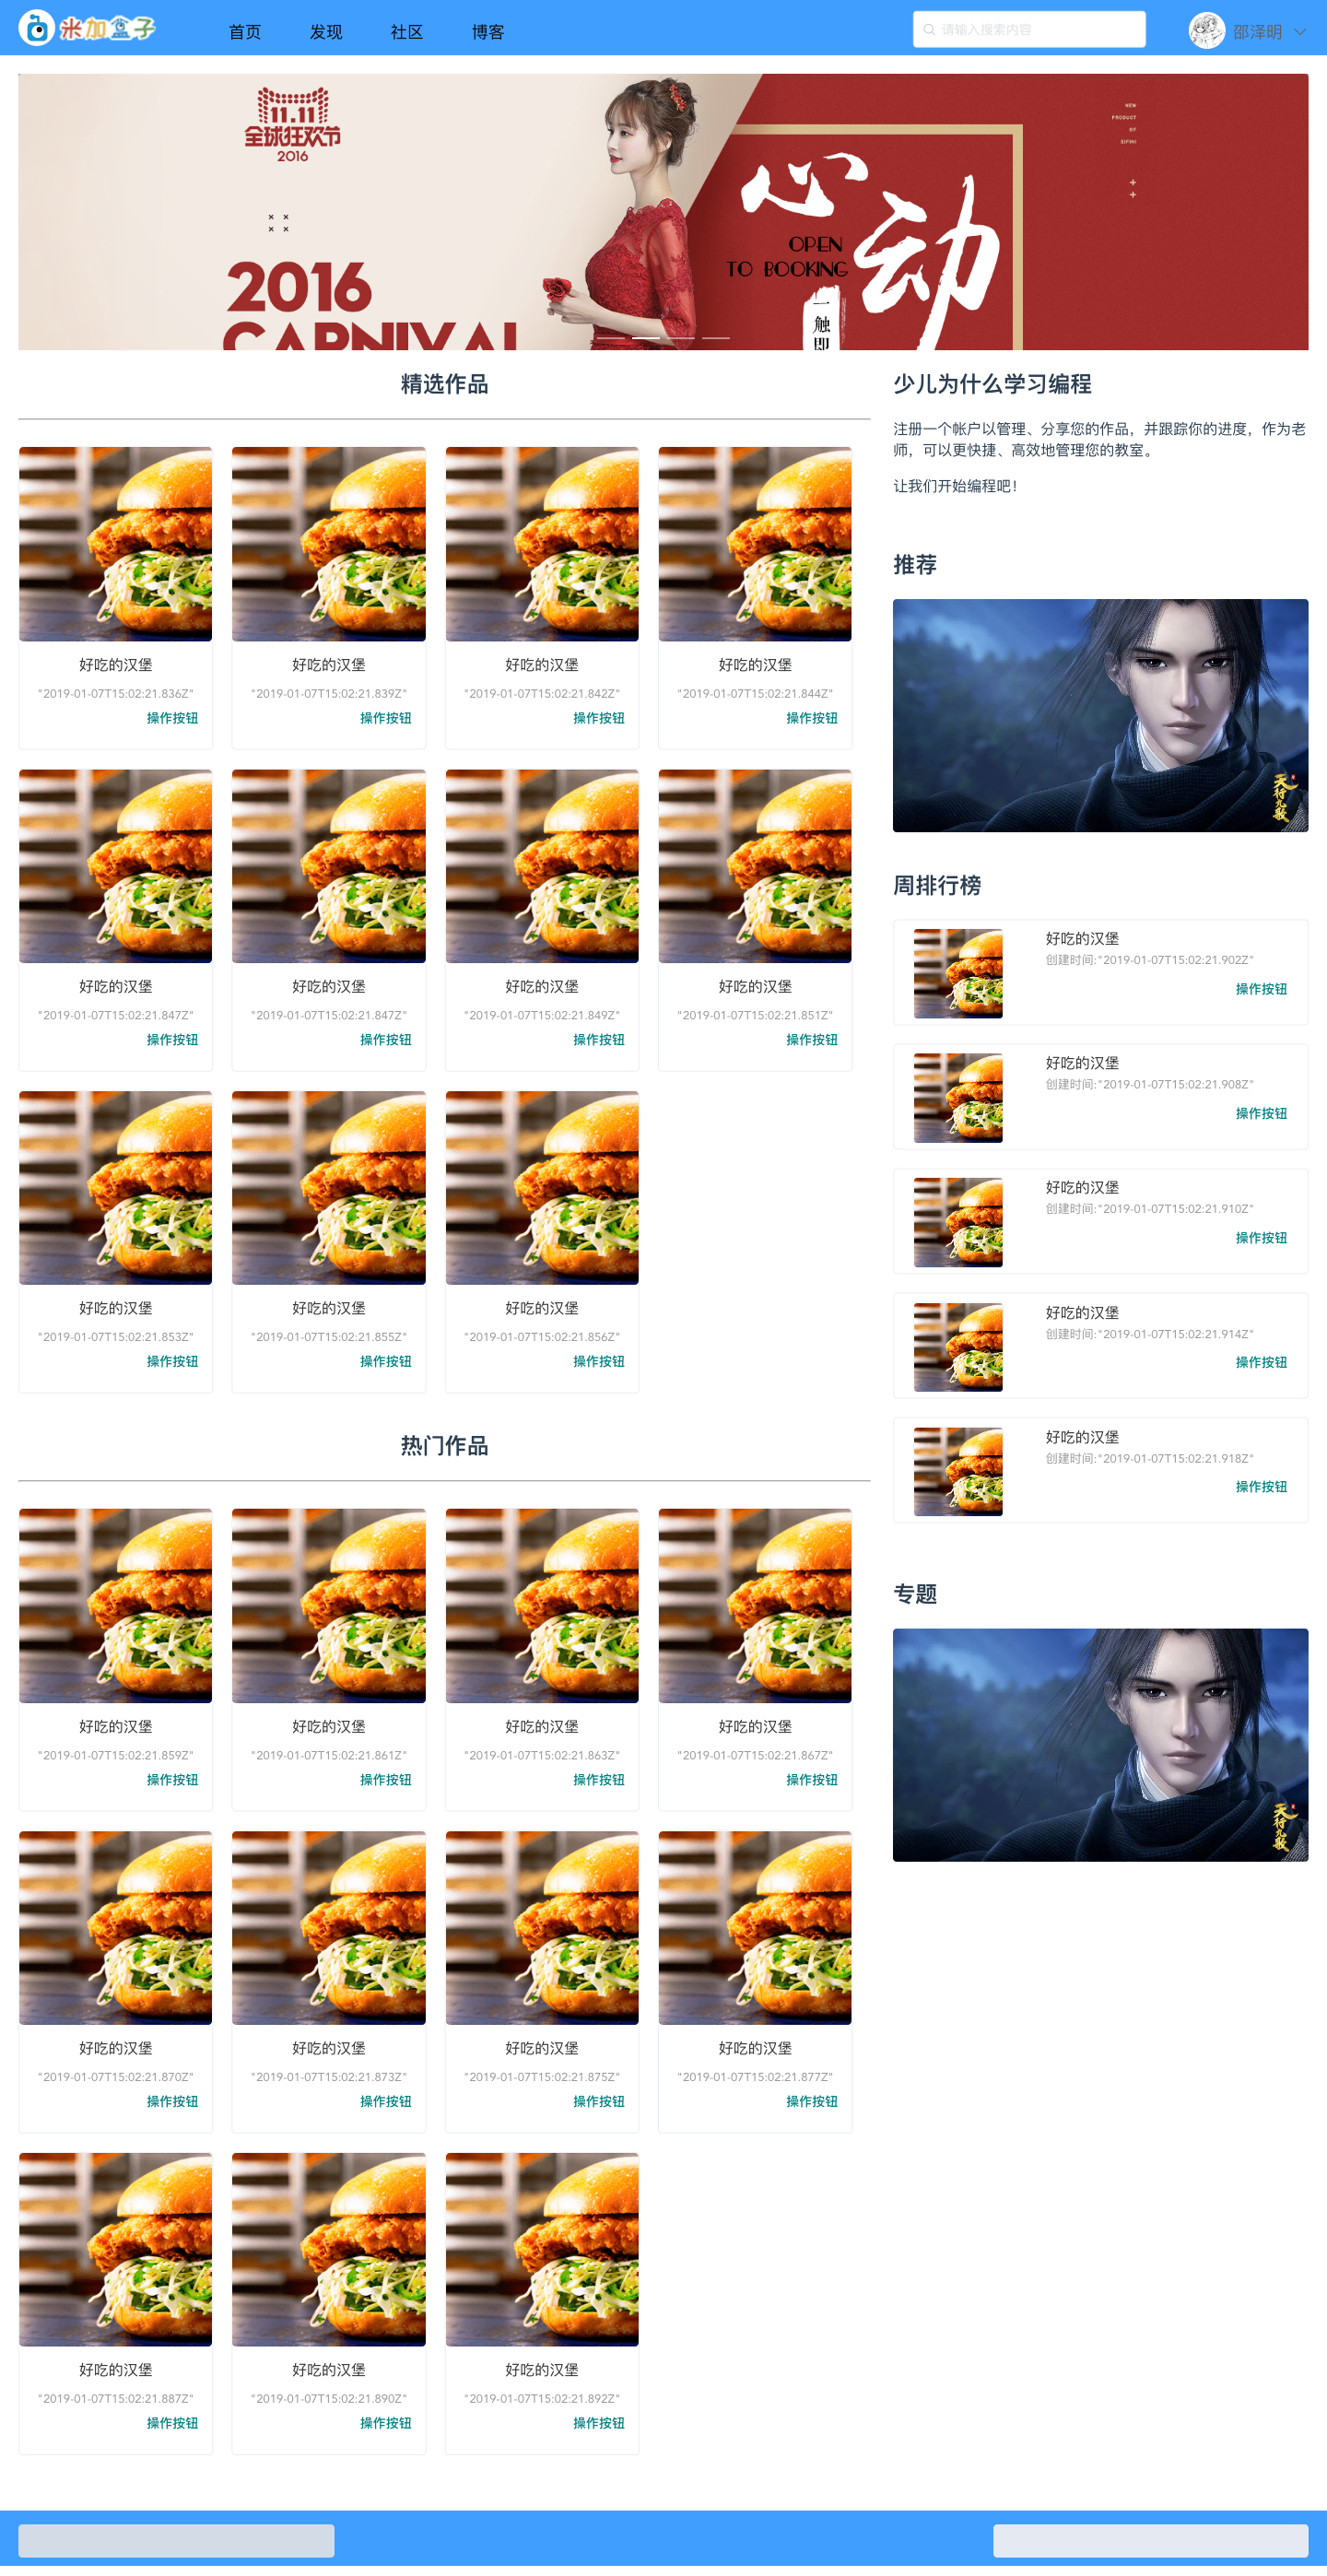 米加盒子
首页
发现
社区
博客
请输入搜索内容
邵泽明
11.11
全球狂欢节
2016
2016
CARNIVAL
心动
OPEN
TO BOOKING
一触即
NEW
PRODUCT
OF
精选作品
好吃的汉堡
好吃的汉堡
好吃的汉堡
好吃的汉堡
"2019-01-07T15:02:21.836Z"
"2019-01-07T15:02:21.839Z"
"2019-01-07T15:02:21.842Z"
"2019-01-07T15:02:21.844Z"
操作按钮
操作按钮
操作按钮
操作按钮
好吃的汉堡
好吃的汉堡
好吃的汉堡
好吃的汉堡
"2019-01-07T15:02:21.847Z"
"2019-01-07T15:02:21.847Z"
"2019-01-07T15:02:21.849Z"
"2019-01-07T15:02:21.851Z"
操作按钮
操作按钮
操作按钮
操作按钮
好吃的汉堡
好吃的汉堡
好吃的汉堡
"2019-01-07T15:02:21.853Z"
"2019-01-07T15:02:21.855Z"
"2019-01-07T15:02:21.856Z"
操作按钮
操作按钮
操作按钮
热门作品
好吃的汉堡
好吃的汉堡
好吃的汉堡
好吃的汉堡
"2019-01-07T15:02:21.859Z"
"2019-01-07T15:02:21.861Z"
"2019-01-07T15:02:21.863Z"
"2019-01-07T15:02:21.867Z"
操作按钮
操作按钮
操作按钮
操作按钮
好吃的汉堡
好吃的汉堡
好吃的汉堡
好吃的汉堡
"2019-01-07T15:02:21.870Z"
"2019-01-07T15:02:21.873Z"
"2019-01-07T15:02:21.875Z"
"2019-01-07T15:02:21.877Z"
操作按钮
操作按钮
操作按钮
操作按钮
好吃的汉堡
好吃的汉堡
好吃的汉堡
"2019-01-07T15:02:21.887Z"
"2019-01-07T15:02:21.890Z"
"2019-01-07T15:02:21.892Z"
操作按钮
操作按钮
操作按钮
少儿为什么学习编程
注册一个帐户以管理、分享您的作品，并跟踪你的进度，作为老
师，可以更快捷、高效地管理您的教室。
让我们开始编程吧！
推荐
天行九歌
周排行榜
好吃的汉堡
创建时间:"2019-01-07T15:02:21.902Z"
操作按钮
好吃的汉堡
创建时间:"2019-01-07T15:02:21.908Z"
操作按钮
好吃的汉堡
创建时间:"2019-01-07T15:02:21.910Z"
操作按钮
好吃的汉堡
创建时间:"2019-01-07T15:02:21.914Z"
操作按钮
好吃的汉堡
创建时间:"2019-01-07T15:02:21.918Z"
操作按钮
专题
天行九歌